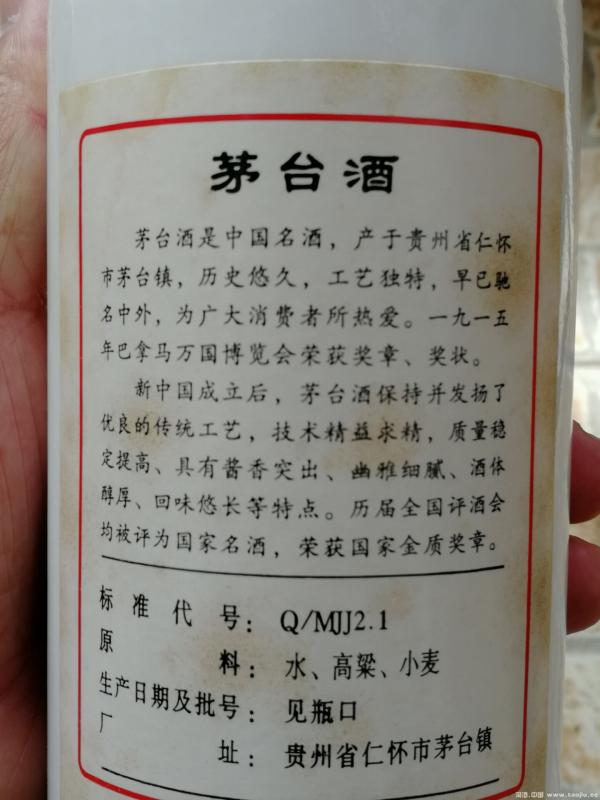 茅台酒
茅台酒是中国名酒，产于贵州省仁怀
市茅台镇，历史悠久，工艺独特，早已驰
名中外，为广大消费者所热爱。一九一五
年巴拿马万国博览会荣获奖章、奖状。
新中国成立后，茅台酒保持并发扬了
优良的传统工艺，技术精益求精，质量稳
定提高、具有酱香突出、幽雅细腻、酒体
醇厚、回味悠长等特点。历届全国评酒会
均被评为国家名酒，荣获国家金质奖章。
标准代号：Q/MJJ2.1
原料：水、高粱、小麦
生产日期及批号：见瓶口
厂址：贵州省仁怀市茅台镇
淘酒.中国 www.taojiu.cc